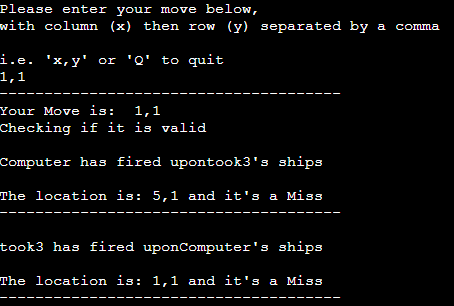 Please enter your move below,
with column (x) then row (y) separated by a comma
i.e. 'x,y' or 'Q' to quit
1,1
--------------------------------------
Your Move is:  1,1
Checking if it is valid
Computer has fired upontook3's ships
The location is: 5,1 and it's a Miss
--------------------------------------
took3 has fired uponComputer's ships
The location is: 1,1 and it's a Miss
--------------------------------------